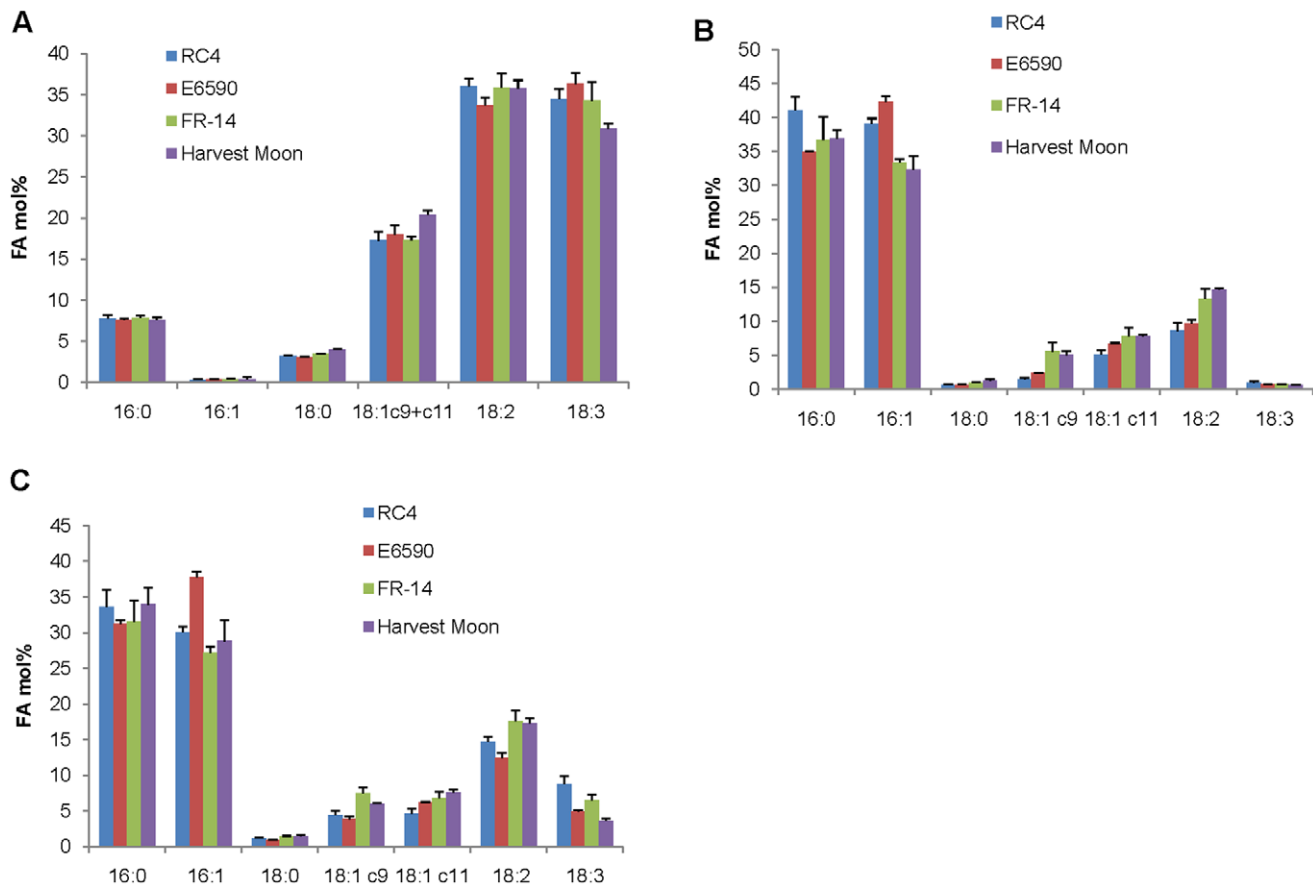 A
40
35
30
25
20
15
10
5
0
FA mol%
RC4
E6590
FR-14
Harvest Moon
16:0 16:1 18:0 18:1c9+c11 18:2 18:3
B
50
45
40
35
30
25
20
15
10
5
0
FA mol%
RC4
E6590
FR-14
Harvest Moon
16:0 16:1 18:0 18:1 c9 18:1 c11 18:2 18:3
C
45
40
35
30
25
20
15
10
5
0
FA mol%
RC4
E6590
FR-14
Harvest Moon
16:0 16:1 18:0 18:1 c9 18:1 c11 18:2 18:3